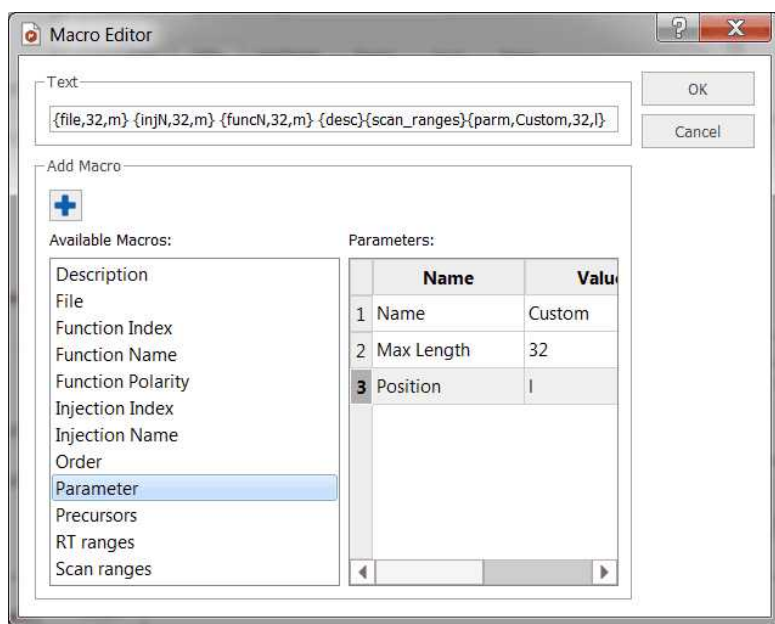 Macro Editor
Text
{file,32,m} {injN,32,m} {funcN,32,m} {desc}{scan_ranges}{parm,Custom,32,l}
OK
Cancel
Add Macro
Available Macros:
Parameters:
Description
File
Function Index
Function Name
Function Polarity
Injection Index
Injection Name
Order
Parameter
Precursors
RT ranges
Scan ranges
Name Valu
1 Name Custom
2 Max Length 32
3 Position l